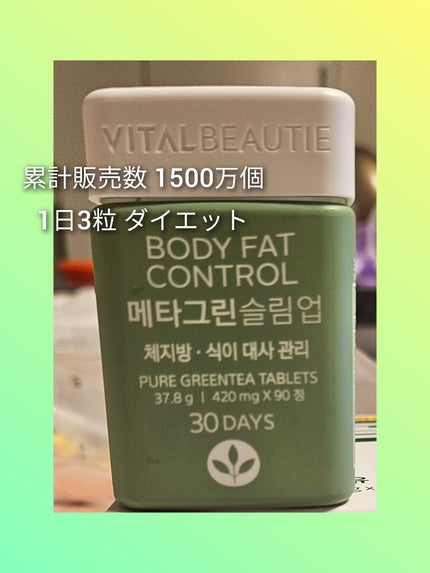 VITALBEAUTIE
累計販売数 1500万個
1日3粒 ダイエット
BODY FAT
CONTROL
메타그린슬림업
체지방·식이 대사 관리
PURE GREENTEA TABLETS
37.8 g | 420 mg X 90 정
30 DAYS